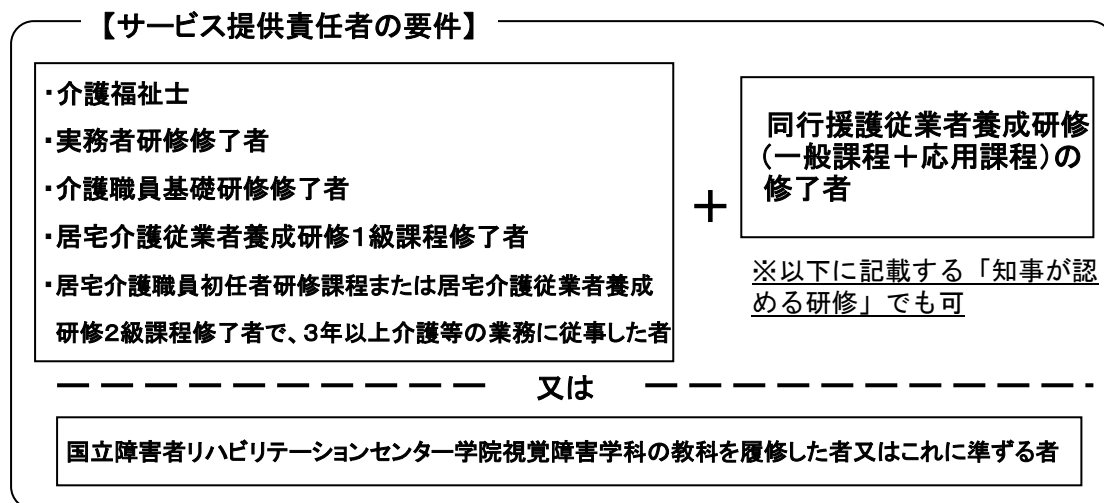 【サービス提供責任者の要件】
・介護福祉士
・実務者研修修了者
・介護職員基礎研修修了者
・居宅介護従業者養成研修1級課程修了者
・居宅介護職員初任者研修課程または居宅介護従業者養成
研修2級課程修了者で、3年以上介護等の業務に従事した者
＋
同行援護従業者養成研修
(一般課程＋応用課程)の
修了者
※以下に記載する「知事が認
める研修」でも可
又は
国立障害者リハビリテーションセンター学院視覚障害学科の教科を履修した者又はこれに準ずる者